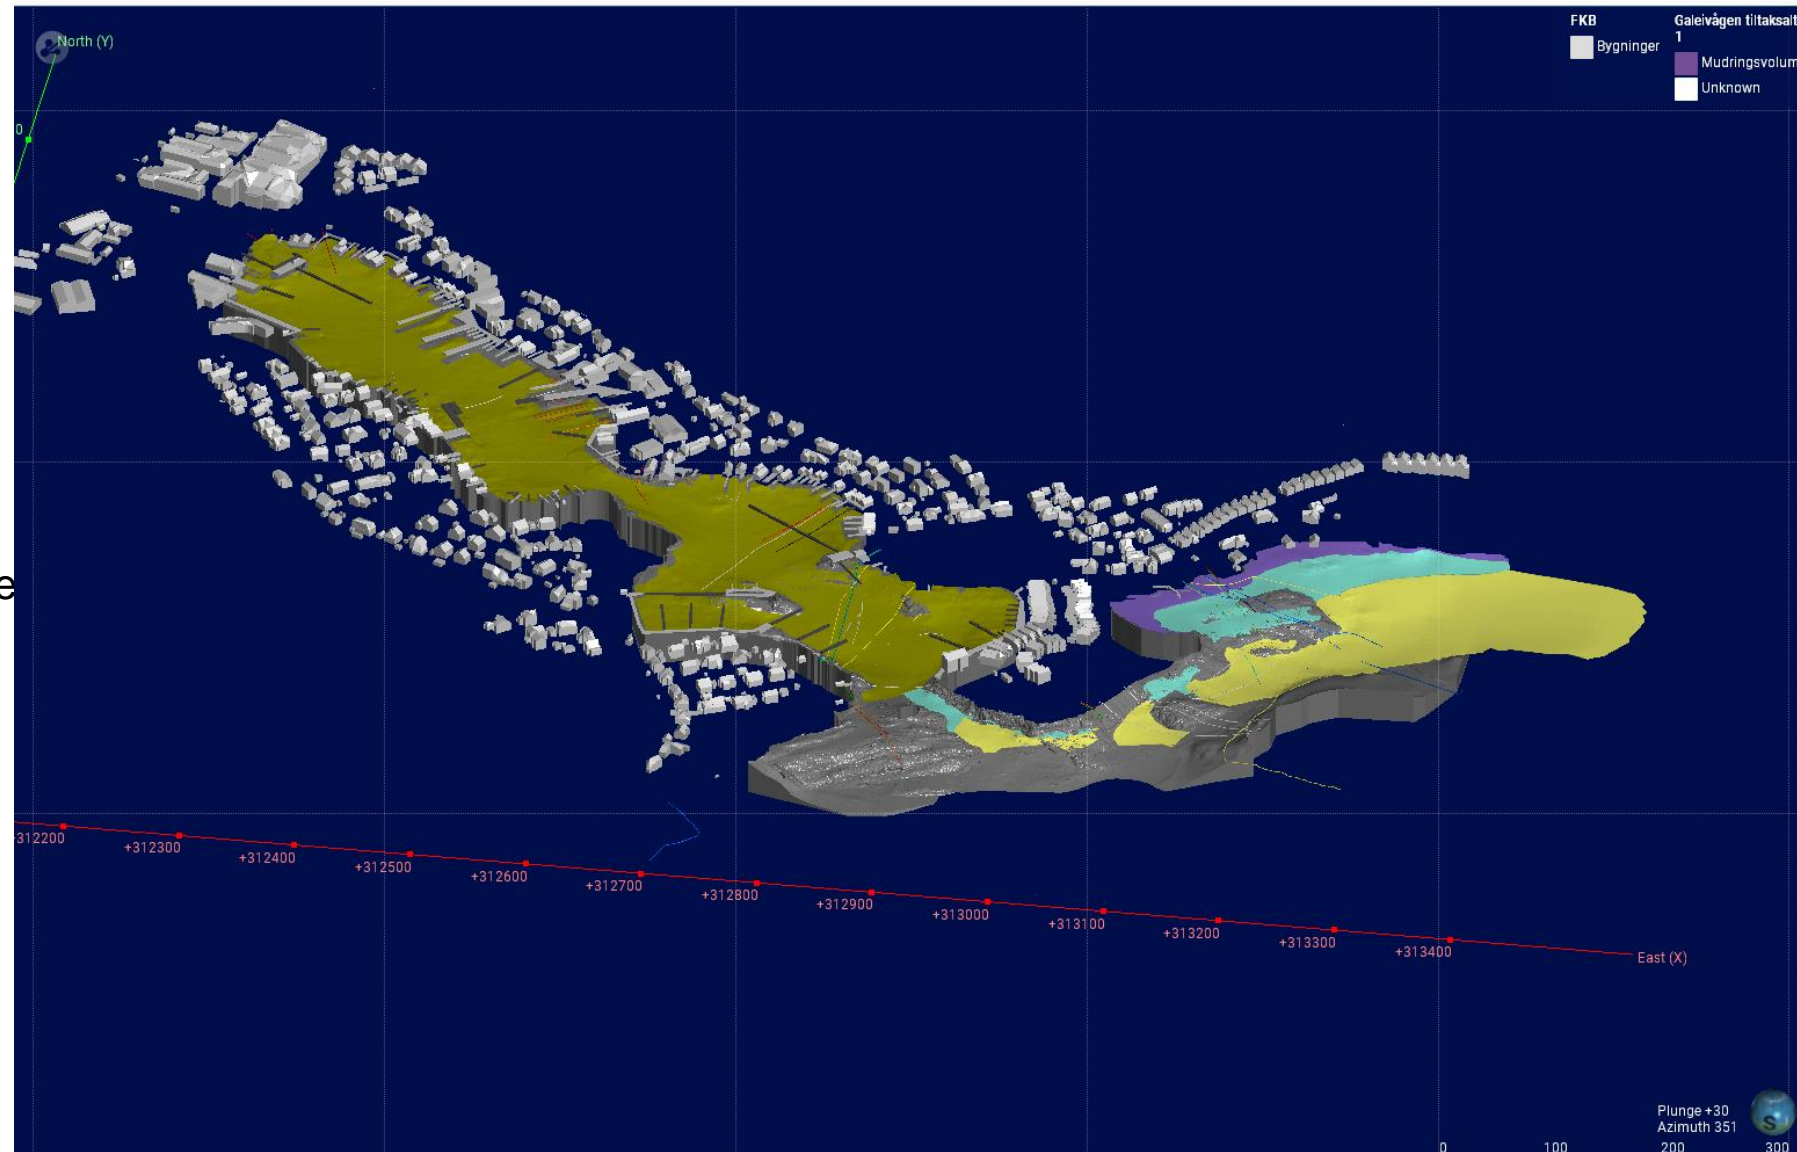 North (Y)
0
FKB
Bygninger
Galeivågen tiltaksalt
1
Mudringsvolum
Unknown
e
312200
+312300
+312400
+312500
+312600
+312700
+312800
+312900
+313000
+313100
+313200
+313300
+313400
East (X)
Plunge +30
Azimuth 351
S
0 100 200 300